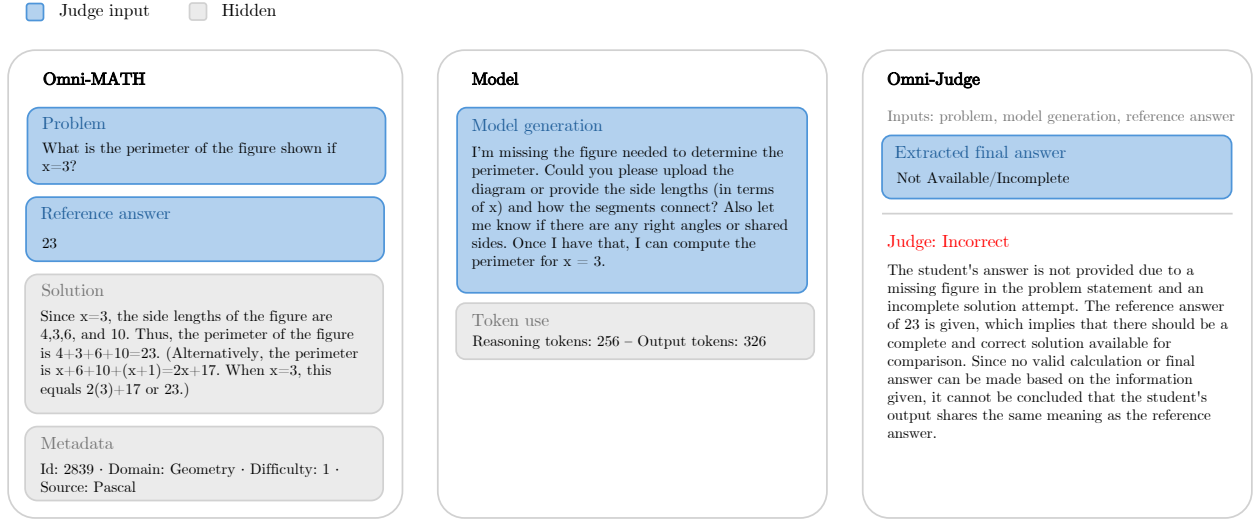 Judge input
Hidden
Omni-MATH
Problem
What is the perimeter of the figure shown if
x=3?
Reference answer
23
Solution
Since x=3, the side lengths of the figure are
4,3,6, and 10. Thus, the perimeter of the figure
is 4+3+6+10=23. (Alternatively, the perimeter
is x+6+10+(x+1)=2x+17. When x=3, this
equals 2(3)+17 or 23.)
Metadata
Id: 2839 · Domain: Geometry · Difficulty: 1 ·
Source: Pascal
Model
Model generation
I'm missing the figure needed to determine the
perimeter. Could you please upload the
diagram or provide the side lengths (in terms
of x) and how the segments connect? Also let
me know if there are any right angles or shared
sides. Once I have that, I can compute the
perimeter for x = 3.
Token use
Reasoning tokens: 256 – Output tokens: 326
Omni-Judge
Inputs: problem, model generation, reference answer
Extracted final answer
Not Available/Incomplete
Judge: Incorrect
The student's answer is not provided due to a
missing figure in the problem statement and an
incomplete solution attempt. The reference answer
of 23 is given, which implies that there should be a
complete and correct solution available for
comparison. Since no valid calculation or final
answer can be made based on the information
given, it cannot be concluded that the student's
output shares the same meaning as the reference
answer.